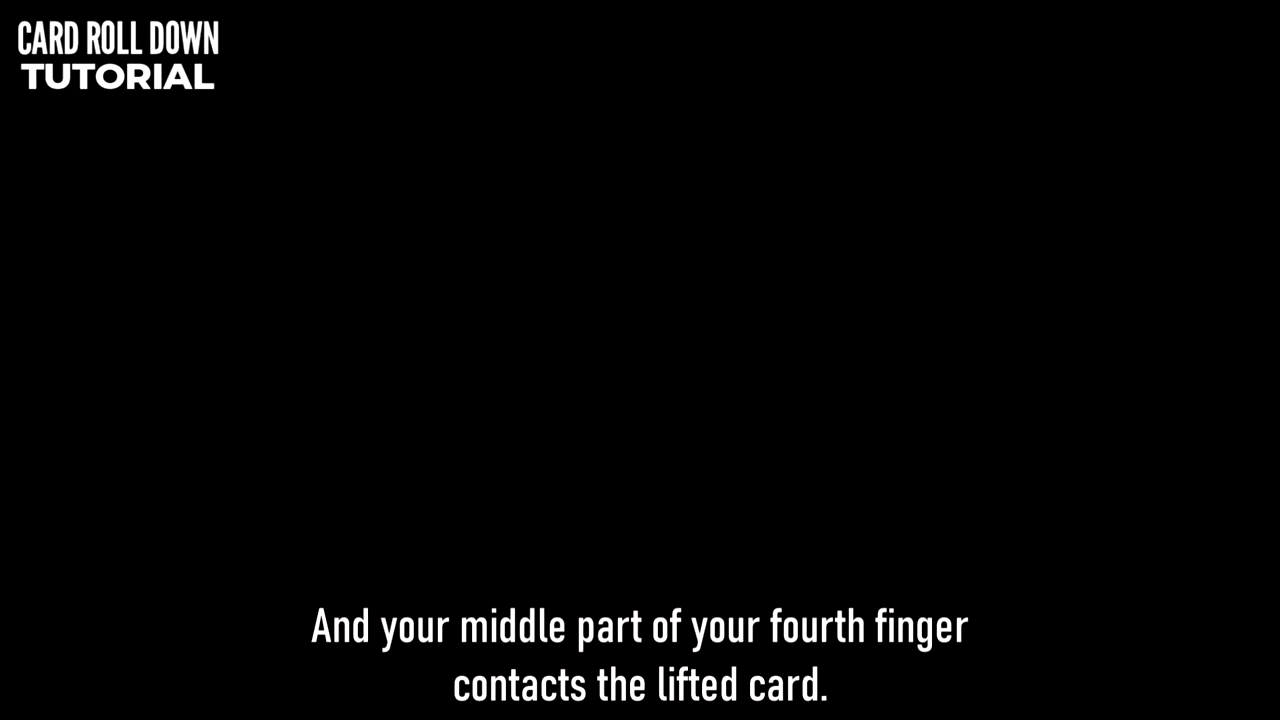 CARD ROLL DOWN
TUTORIAL
And your middle part of your fourth finger
contacts the lifted card.